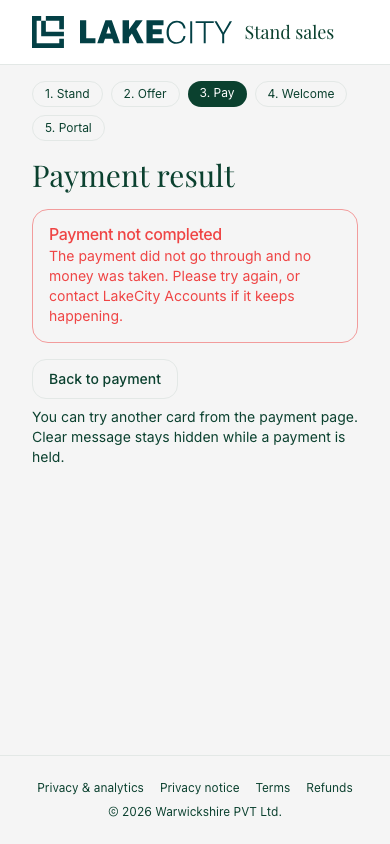 LAKECITY Stand sales
1. Stand
2. Offer
3. Pay
4. Welcome
5. Portal
Payment result
Payment not completed
The payment did not go through and no
money was taken. Please try again, or
contact LakeCity Accounts if it keeps
happening.
Back to payment
You can try another card from the payment page.
Clear message stays hidden while a payment is
held.
Privacy & analytics
Privacy notice
Terms
Refunds
© 2026 Warwickshire PVT Ltd.